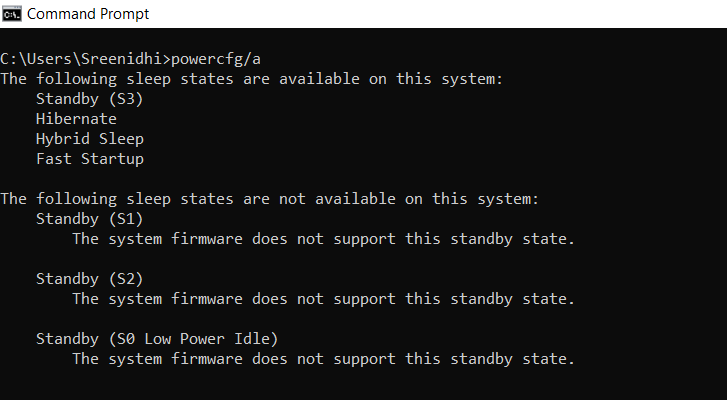 Command Prompt
C:\Users\Sreenidhi>powercfg/a
The following sleep states are available on this system:
Standby (S3)
Hibernate
Hybrid Sleep
Fast Startup
The following sleep states are not available on this system:
Standby (S1)
The system firmware does not support this standby state.
Standby (S2)
The system firmware does not support this standby state.
Standby (S0 Low Power Idle)
The system firmware does not support this standby state.